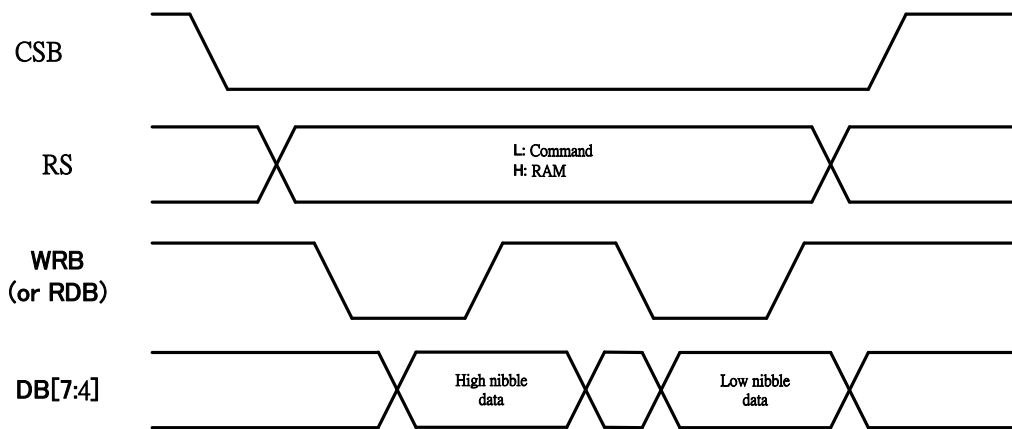 CSB
RS
L: Command
H: RAM
WRB
(or RDB)
DB[7:4]
High nibble
data
Low nibble
data